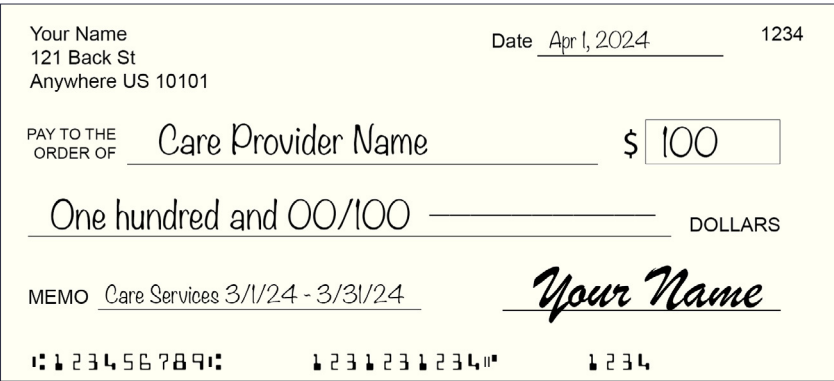 Your Name
121 Back St
Anywhere US 10101
Date Apr 1, 2024 1234
PAY TO THE
ORDER OF Care Provider Name $ 100
One hundred and 00/100 DOLLARS
MEMO Care Services 3/1/24 - 3/31/24 Your Name
⑆123456789⑆ 1231231234⑈ 1234